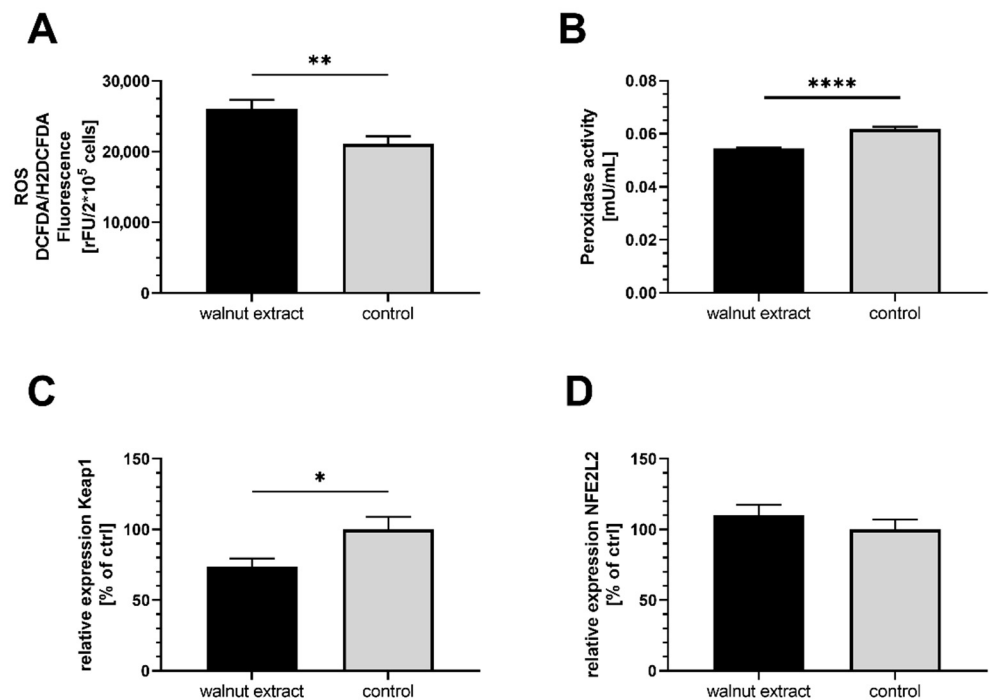 A
ROS
DCFDA/H2DCFDA
Fluorescence
[rFU/2*10⁵ cells]
30,000
20,000
10,000
0
**
walnut extract
control
B
Peroxidase activity
[mU/mL]
0.08
0.06
0.04
0.02
0.00
****
walnut extract
control
C
relative expression Keap1
[% of ctrl]
150
100
50
0
*
walnut extract
control
D
relative expression NFE2L2
[% of ctrl]
150
100
50
0
walnut extract
control